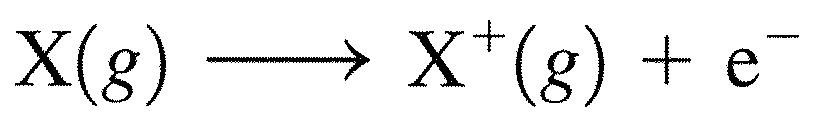 X(g) ⟶ X⁺(g) + e⁻